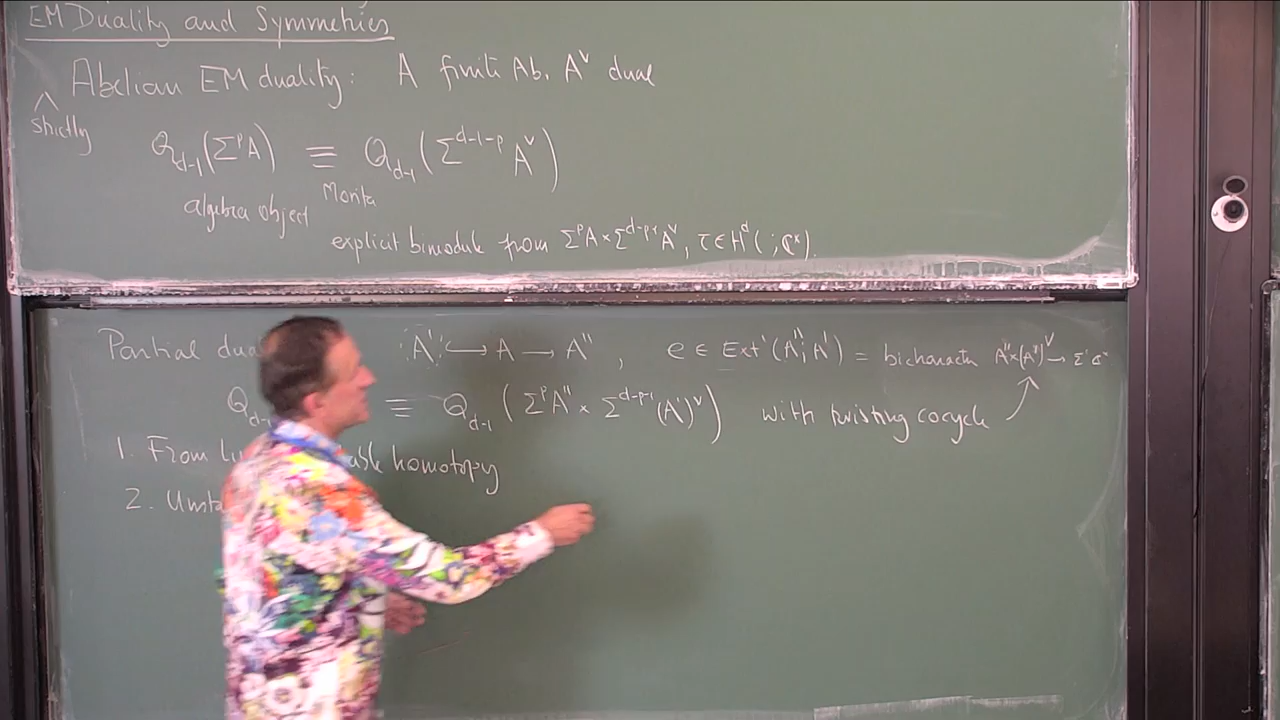 EM Duality and Symmetries
Abelian EM duality: A finite Ab. A^∨ dual
^ strictly
Q_{d-1}(Σ^p A) ≡ Q_{d-1}(Σ^{d-1-p} A^∨)
Morita
algebra object
explicit bimodule from Σ^p A × Σ^{d-p-1} A^∨, τ ∈ H^d( ; ℂ^×).
Partial A' ↪ A → A'', e ∈ Ext^1(A''; A') = bicharacter A''×(A')^∨ → Σ^1 ℂ^×
Q_{d-1} ≡ Q_{d-1}(Σ^p A'' × Σ^{d-p-1}(A')^∨) with twisting cocycle
1. From homotopy
2.